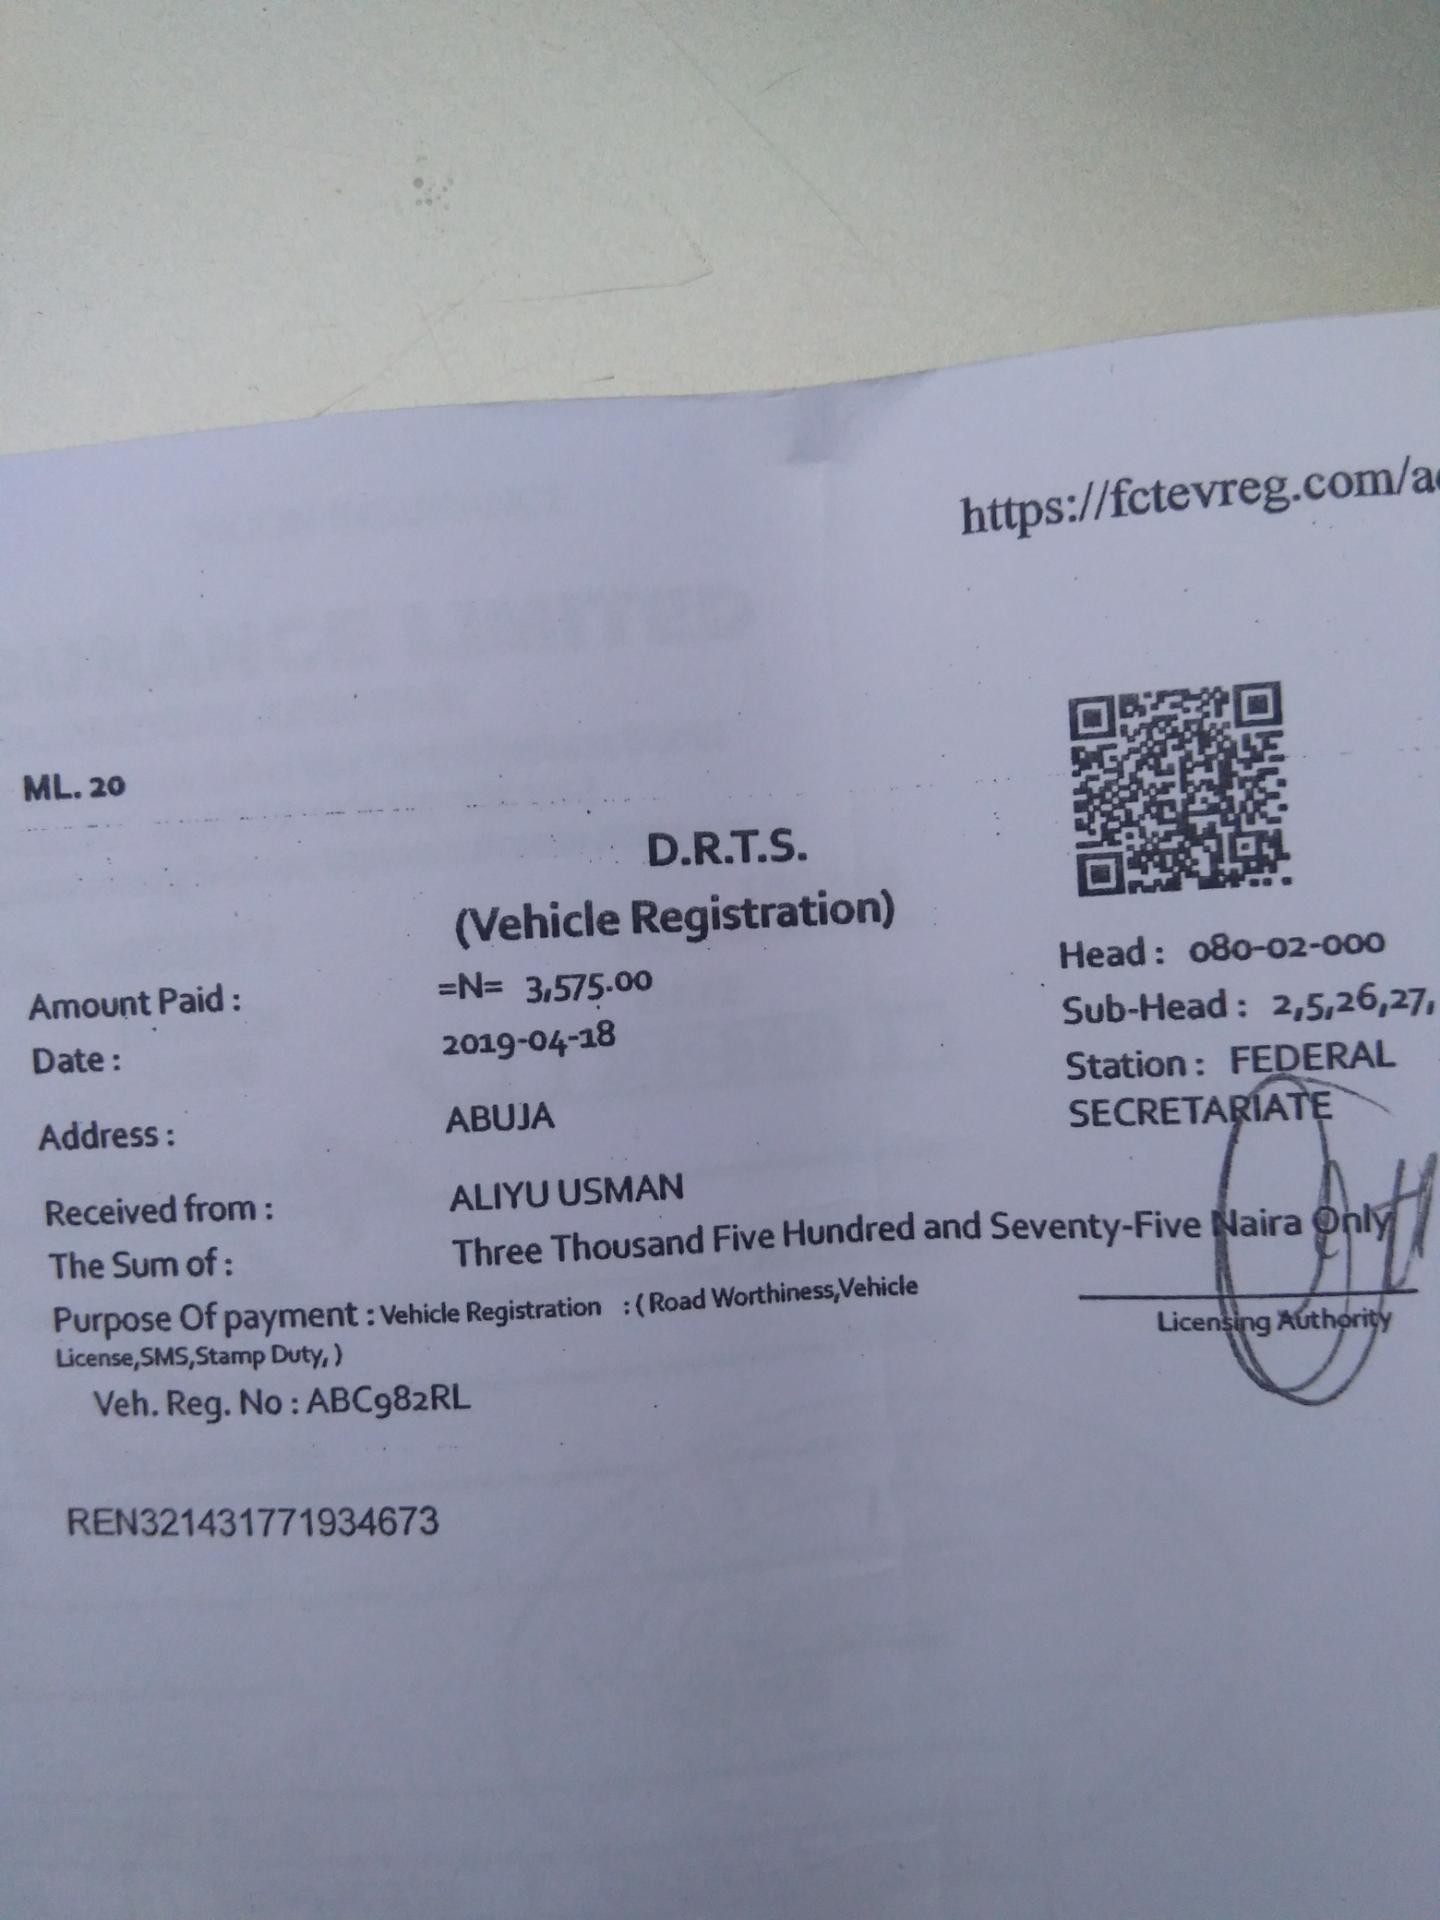 https://fctevreg.com/a
ML. 20
D.R.T.S.
(Vehicle Registration)
Amount Paid : =N= 3,575.00
Head : 080-02-000
Date : 2019-04-18
Sub-Head : 2,5,26,27,
Address : ABUJA
Station : FEDERAL
SECRETARIATE
Received from : ALIYU USMAN
The Sum of : Three Thousand Five Hundred and Seventy-Five Naira Only
Purpose Of payment : Vehicle Registration : ( Road Worthiness,Vehicle
License,SMS,Stamp Duty, )
Licensing Authority
Veh. Reg. No : ABC982RL
REN321431771934673